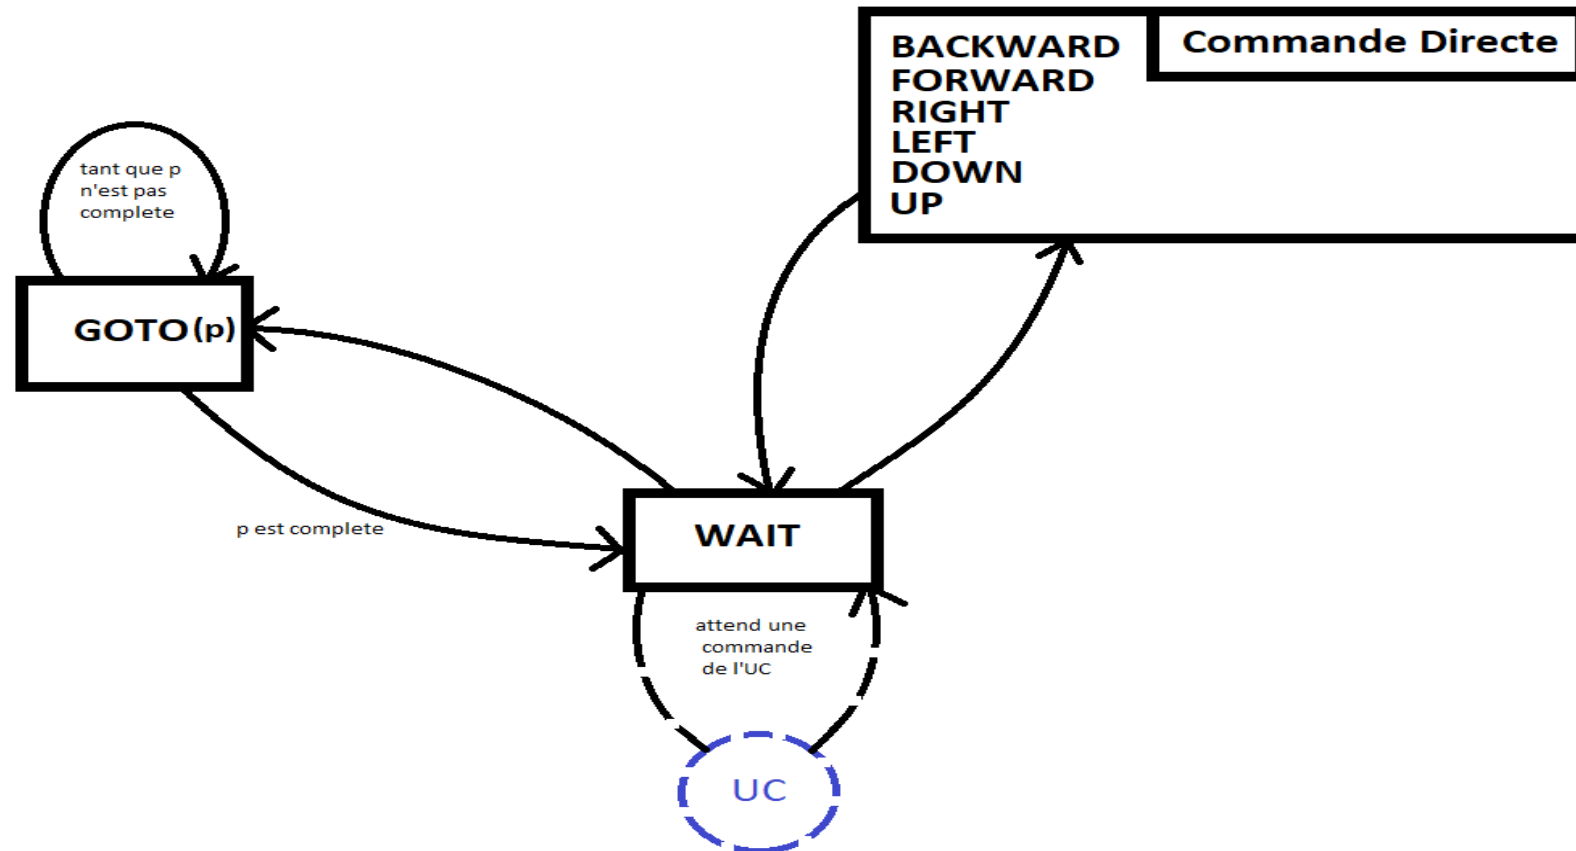 BACKWARD
FORWARD
RIGHT
LEFT
DOWN
UP
Commande Directe
tant que p
n'est pas
complete
GOTO(p)
p est complete
WAIT
attend une
commande
de l'UC
UC